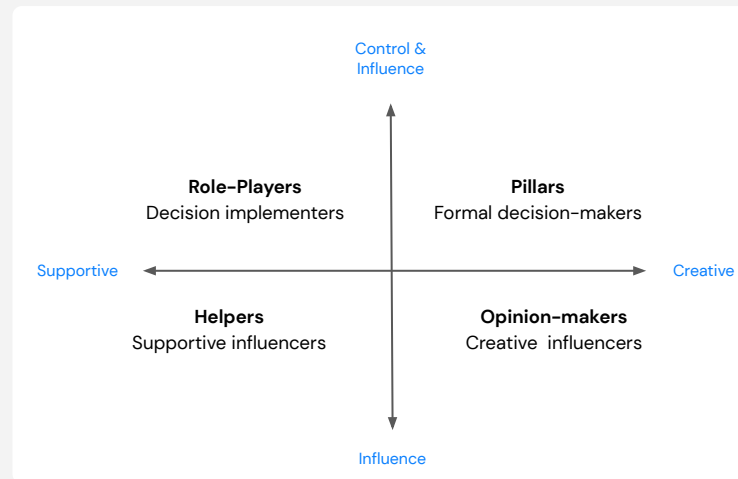 Control &
Influence
Role-Players
Decision implementers
Pillars
Formal decision-makers
Supportive
Creative
Helpers
Supportive influencers
Opinion-makers
Creative influencers
Influence